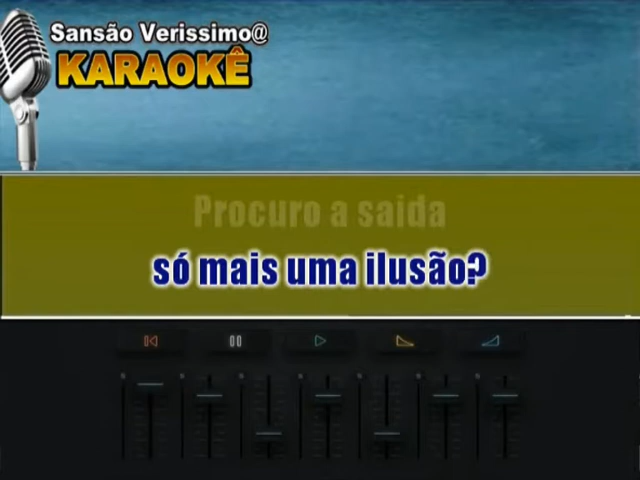 Sansão Verissimo@
KARAOKÊ
Procuro a saida
só mais uma ilusão?